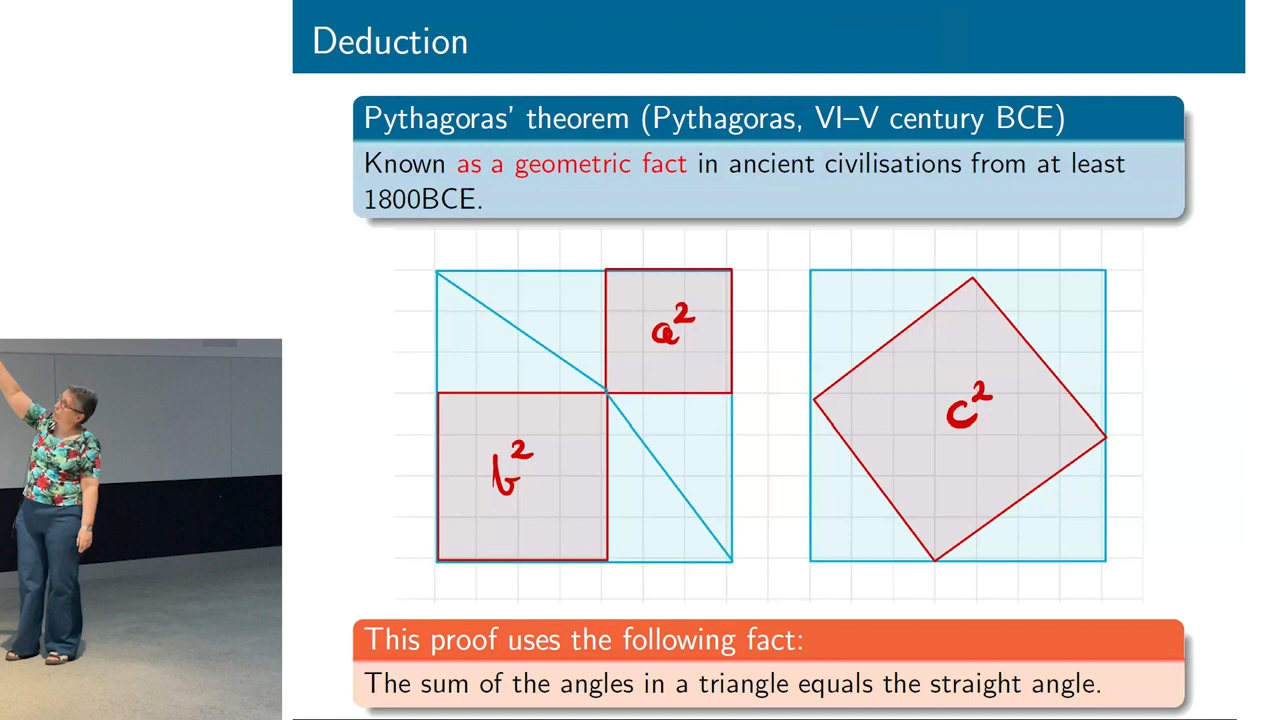 Deduction
Pythagoras' theorem (Pythagoras, VI–V century BCE)
Known as a geometric fact in ancient civilisations from at least
1800BCE.
a²
b²
c²
This proof uses the following fact:
The sum of the angles in a triangle equals the straight angle.